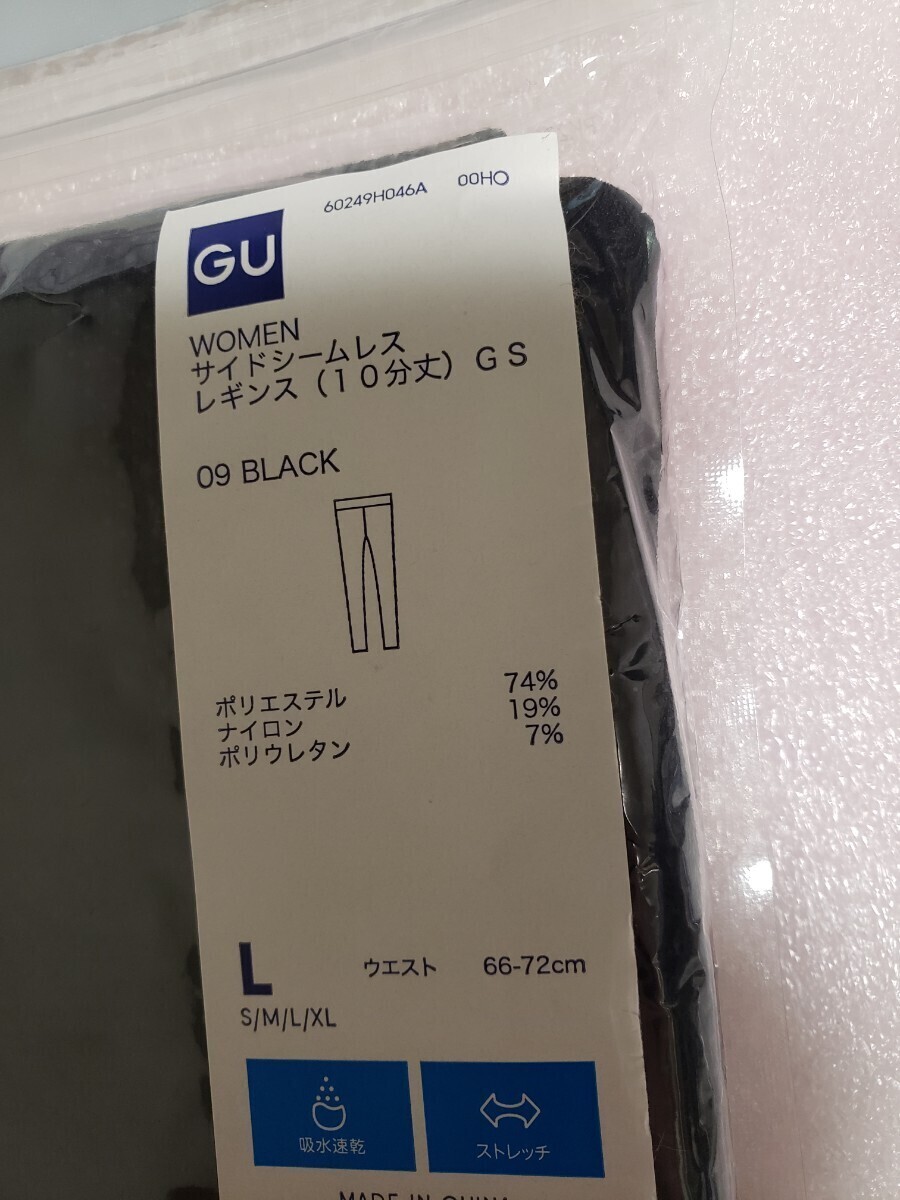 60249H046A 00HO
GU
WOMEN
サイドシームレス
レギンス（１０分丈）ＧＳ
09 BLACK
ポリエステル 74%
ナイロン 19%
ポリウレタン 7%
L ウエスト 66-72cm
S/M/L/XL
吸水速乾 ストレッチ
MADE IN CHINA